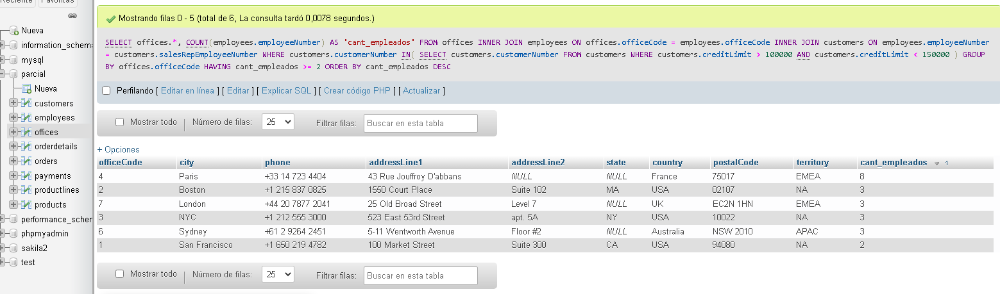 Reciente Favoritas
Nueva
information_schema
mysql
parcial
Nueva
customers
employees
offices
orderdetails
orders
payments
productlines
products
performance_schem
phpmyadmin
sakila2
test
Mostrando filas 0 - 5 (total de 6, La consulta tardó 0,0078 segundos.)
SELECT offices.*, COUNT(employees.employeeNumber) AS 'cant_empleados' FROM offices INNER JOIN employees ON offices.officeCode = employees.officeCode INNER JOIN customers ON employees.employeeNumber
= customers.salesRepEmployeeNumber WHERE customers.customerNumber IN( SELECT customers.customerNumber FROM customers WHERE customers.creditLimit > 100000 AND customers.creditLimit < 150000 ) GROUP
BY offices.officeCode HAVING cant_empleados >= 2 ORDER BY cant_empleados DESC
Perfilando [ Editar en línea ] [ Editar ] [ Explicar SQL ] [ Crear código PHP ] [ Actualizar ]
Mostrar todo | Número de filas: 25 Filtrar filas: Buscar en esta tabla
+ Opciones
officeCode city phone addressLine1 addressLine2 state country postalCode territory cant_empleados 1
4 Paris +33 14 723 4404 43 Rue Jouffroy D'abbans NULL NULL France 75017 EMEA 8
2 Boston +1 215 837 0825 1550 Court Place Suite 102 MA USA 02107 NA 3
7 London +44 20 7877 2041 25 Old Broad Street Level 7 NULL UK EC2N 1HN EMEA 3
3 NYC +1 212 555 3000 523 East 53rd Street apt. 5A NY USA 10022 NA 3
6 Sydney +61 2 9264 2451 5-11 Wentworth Avenue Floor #2 NULL Australia NSW 2010 APAC 3
1 San Francisco +1 650 219 4782 100 Market Street Suite 300 CA USA 94080 NA 2
Mostrar todo | Número de filas: 25 Filtrar filas: Buscar en esta tabla